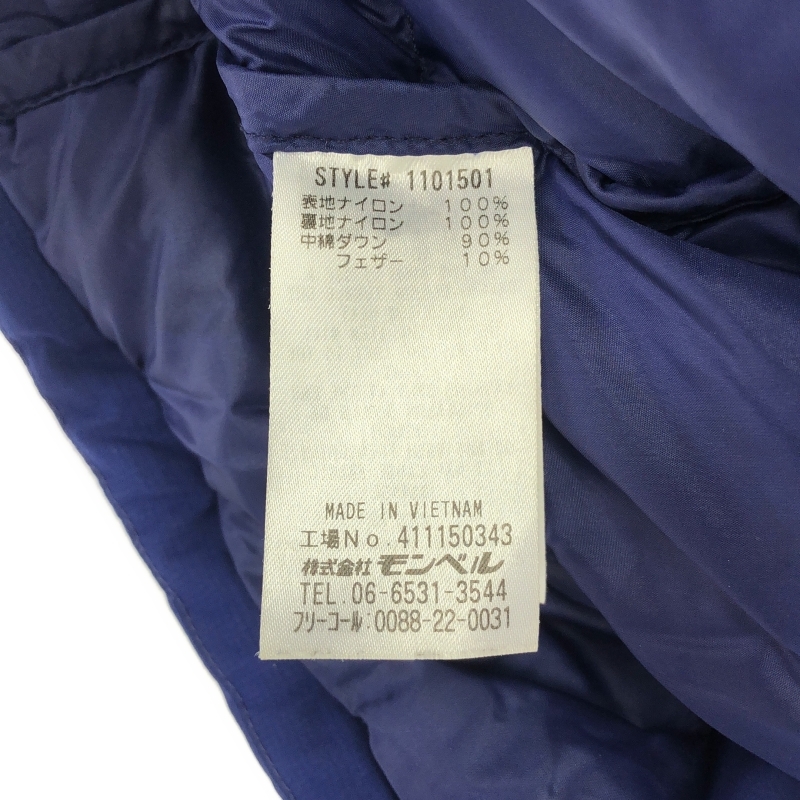 STYLE# 1101501
表地ナイロン 100%
裏地ナイロン 100%
中綿ダウン 90%
フェザー 10%
MADE IN VIETNAM
工場No.411150343
株式会社 モンベル
TEL.06-6531-3544
フリーコール:0088-22-0031